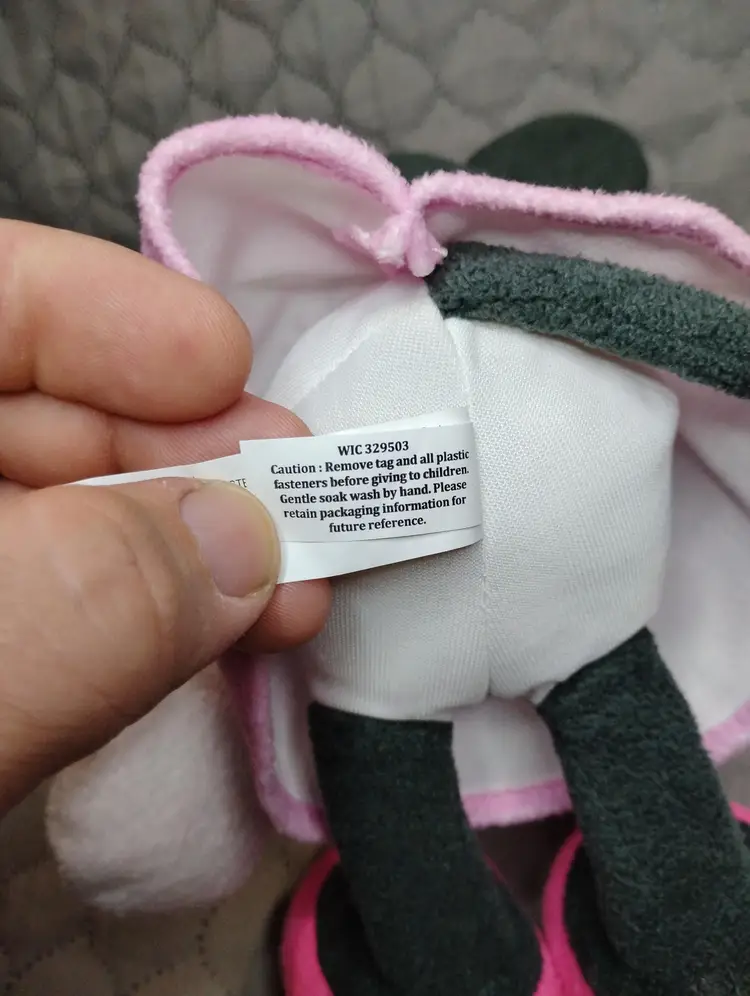 WIC 329503
Caution : Remove tag and all plastic
fasteners before giving to children.
Gentle soak wash by hand. Please
retain packaging information for
future reference.